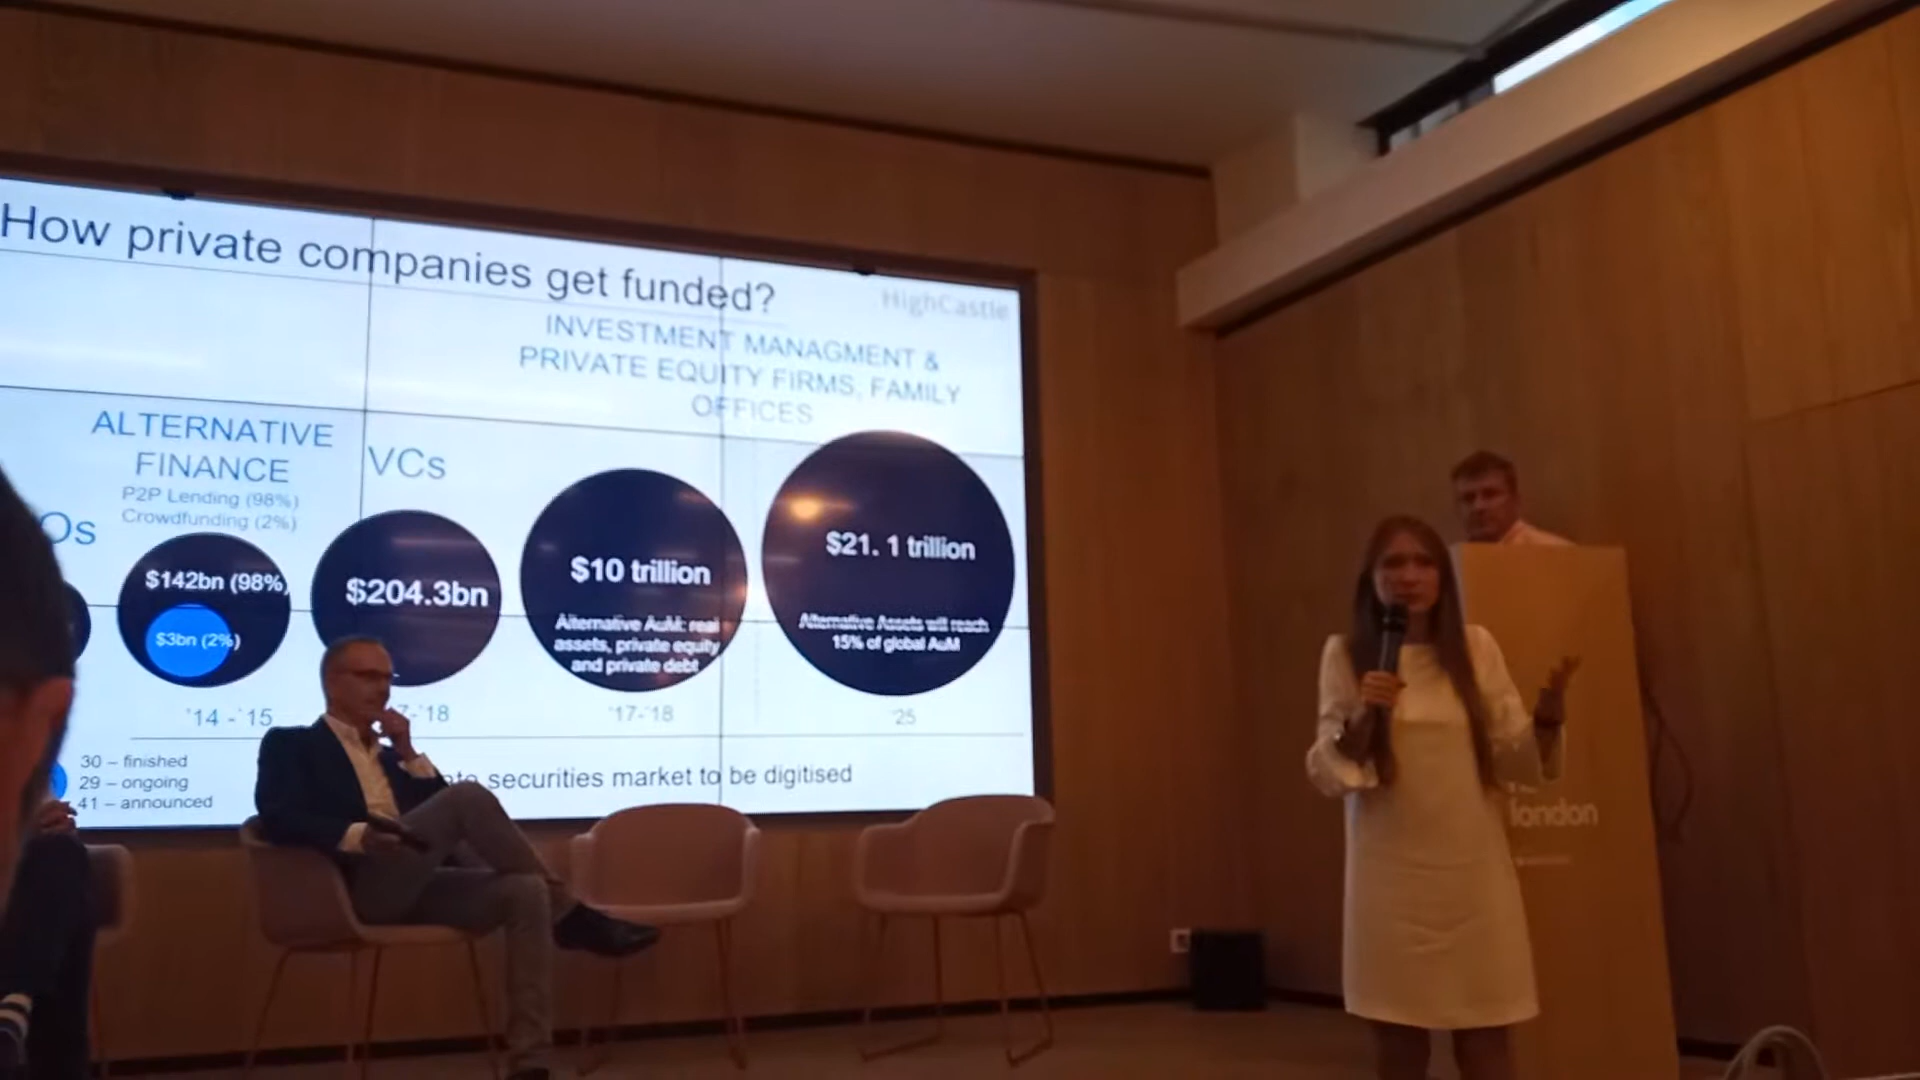 How private companies get funded?
HighCastle
INVESTMENT MANAGMENT &
PRIVATE EQUITY FIRMS, FAMILY
OFFICES
ALTERNATIVE
FINANCE
P2P Lending (98%)
Crowdfunding (2%)
VCs
$142bn (98%)
$3bn (2%)
$204.3bn
$10 trillion
Alternative AuM: real
assets, private equity
and private debt
$21. 1 trillion
Alternative Assets will reach
15% of global AuM
'14 -'15
'18
'17-'18
'25
30 – finished
29 – ongoing
41 – announced
securities market to be digitised
london